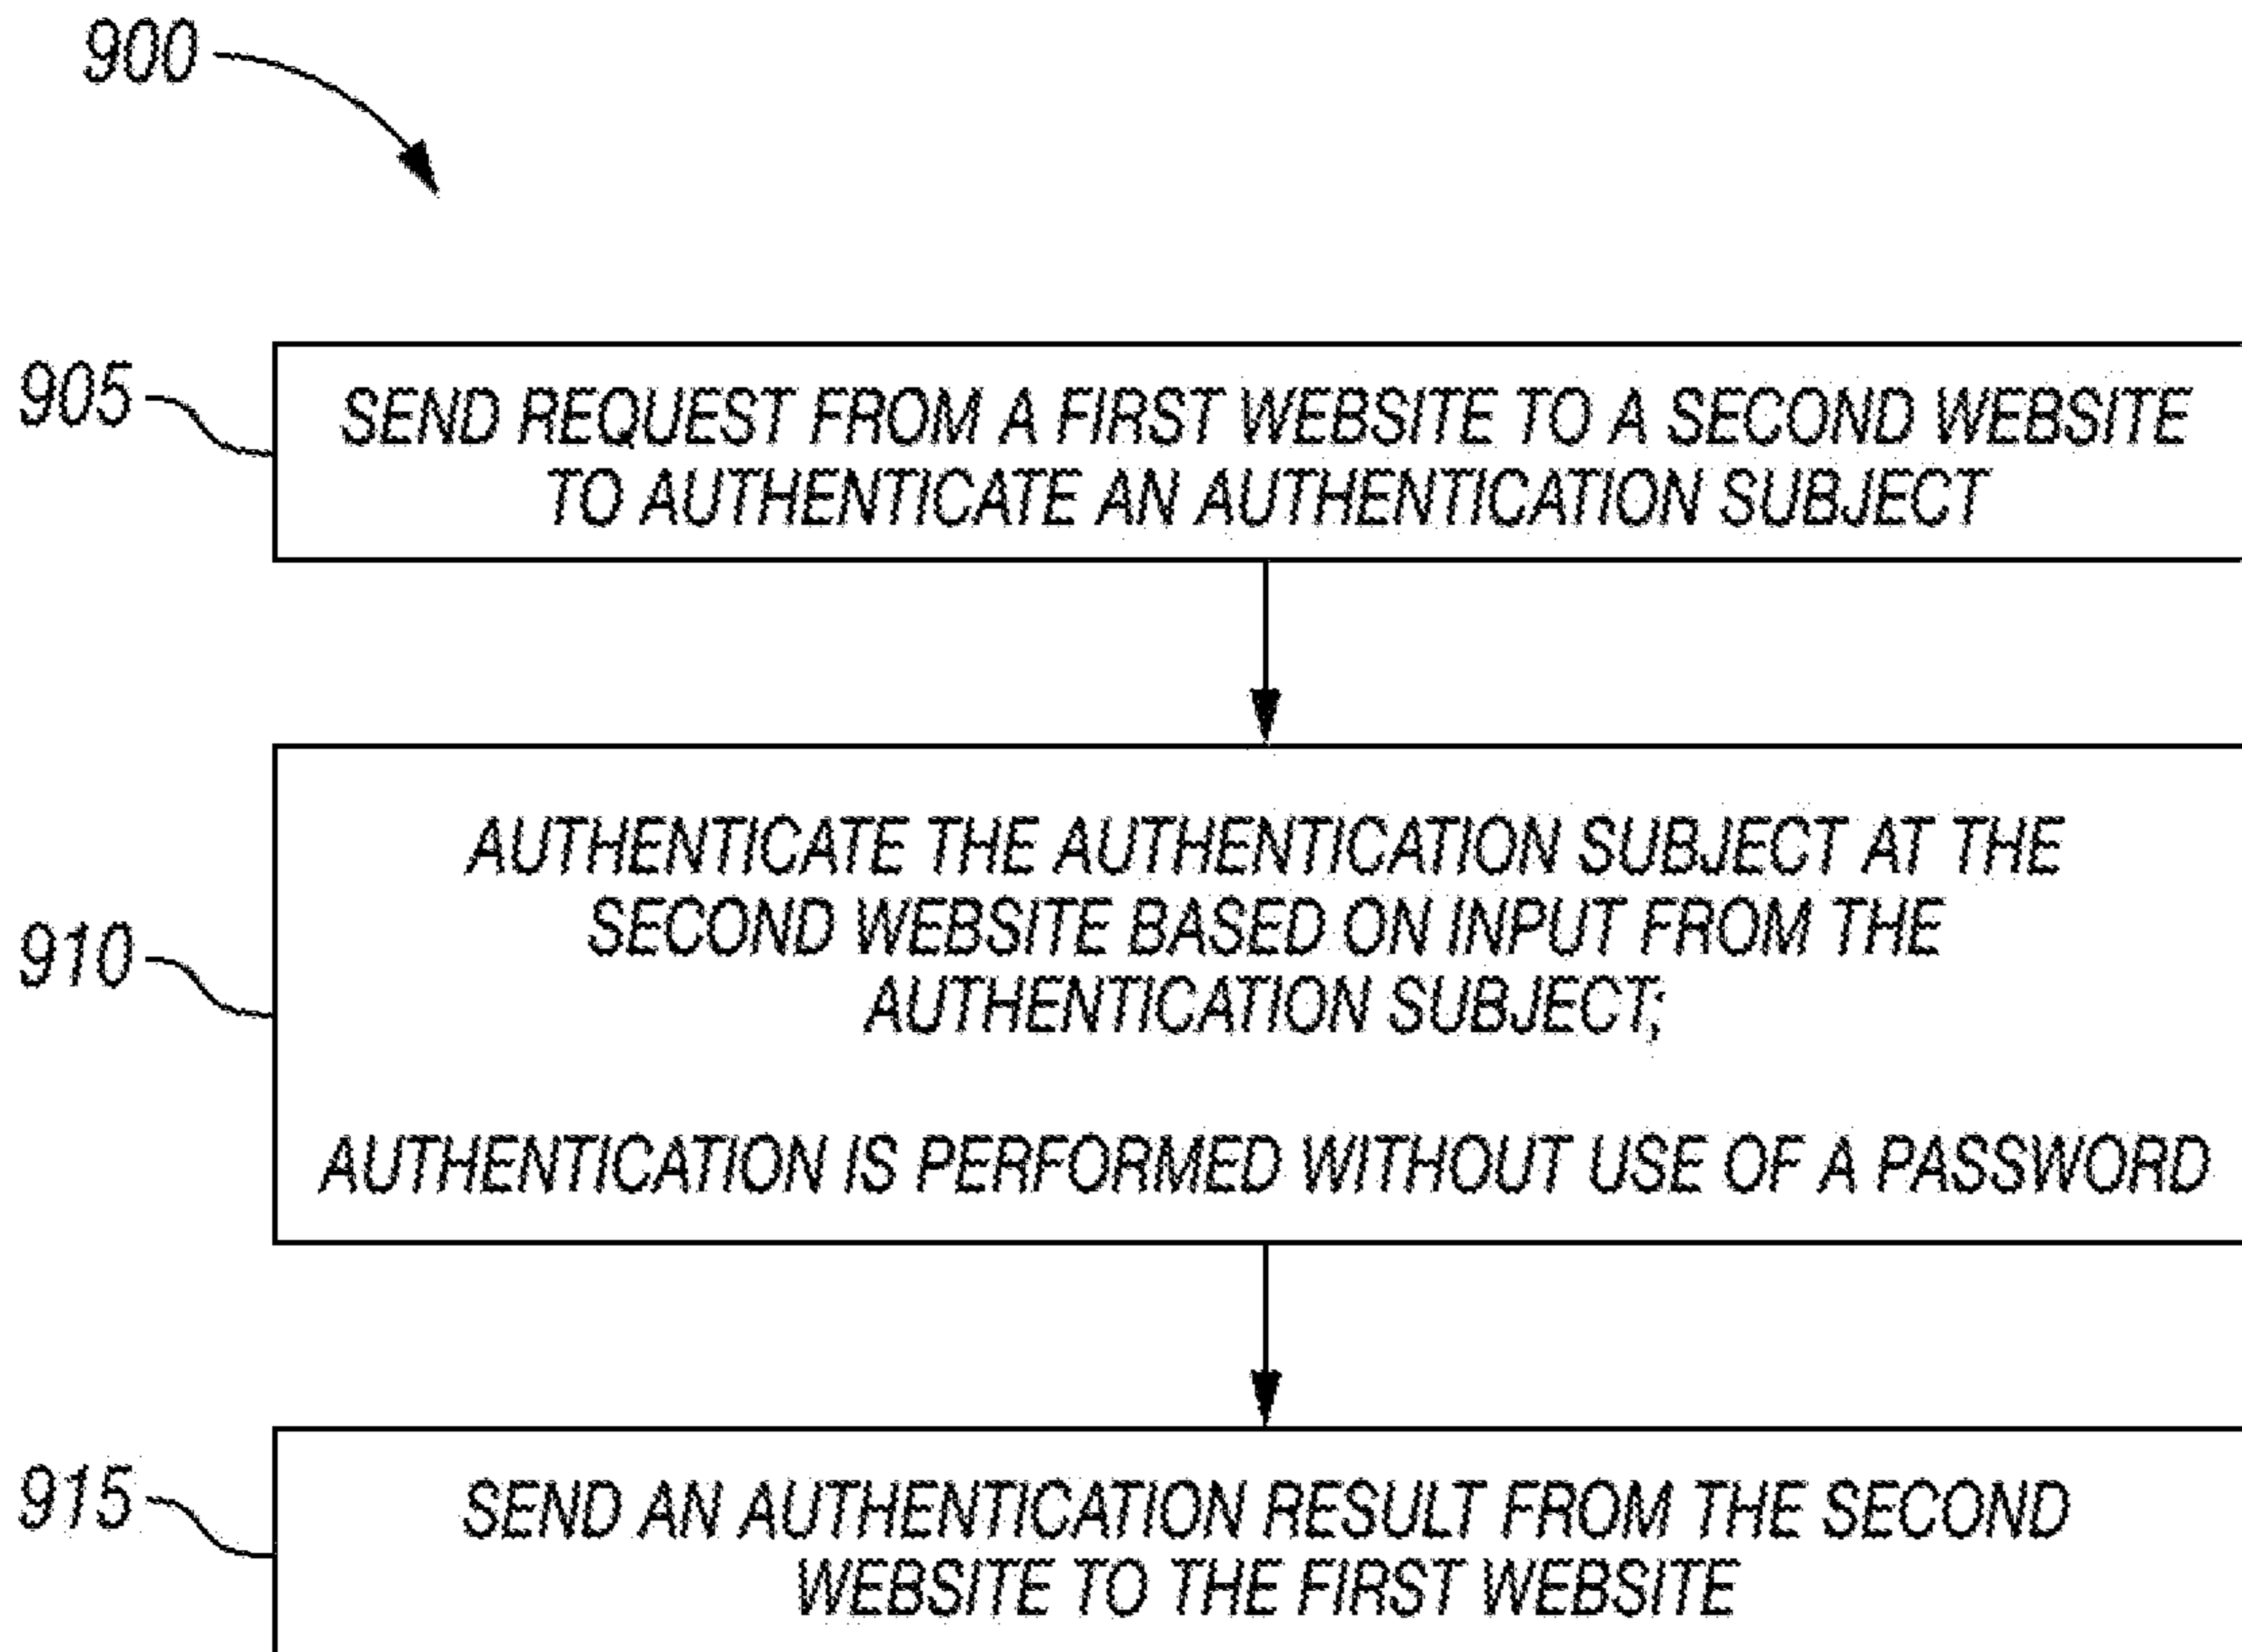 900
905
SEND REQUEST FROM A FIRST WEBSITE TO A SECOND WEBSITE
TO AUTHENTICATE AN AUTHENTICATION SUBJECT
910
AUTHENTICATE THE AUTHENTICATION SUBJECT AT THE
SECOND WEBSITE BASED ON INPUT FROM THE
AUTHENTICATION SUBJECT;
AUTHENTICATION IS PERFORMED WITHOUT USE OF A PASSWORD
915
SEND AN AUTHENTICATION RESULT FROM THE SECOND
WEBSITE TO THE FIRST WEBSITE